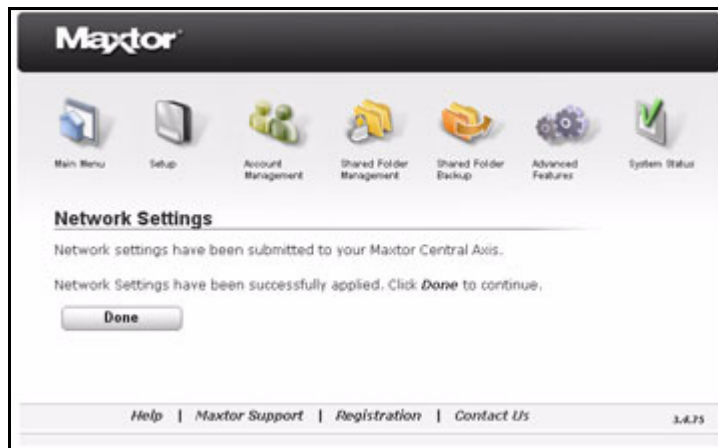 Maxtor
Main Menu
Setup
Account Management
Shared Folder Management
Shared Folder Backup
Advanced Features
System Status
Network Settings
Network settings have been submitted to your Maxtor Central Axis.
Network Settings have been successfully applied. Click Done to continue.
Done
Help | Maxtor Support | Registration | Contact Us
3.4.75